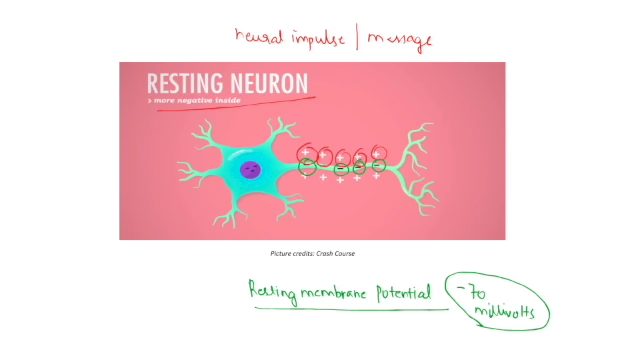 neural impulse | message
RESTING NEURON
> more negative inside
Picture credits: Crash Course
Resting membrane potential
-70
millivolts